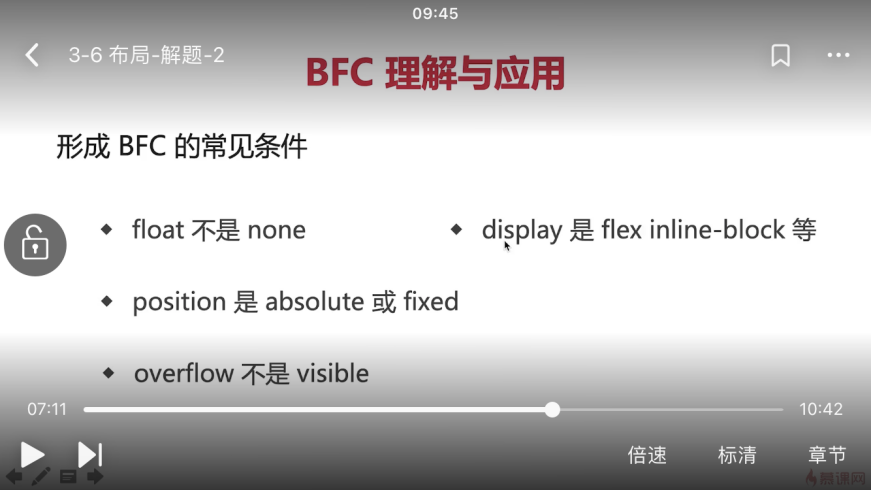 09:45
3-6 布局-解题-2
BFC 理解与应用
形成 BFC 的常见条件
float 不是 none
display 是 flex inline-block 等
position 是 absolute 或 fixed
overflow 不是 visible
07:11
10:42
倍速
标清
章节
慕课网